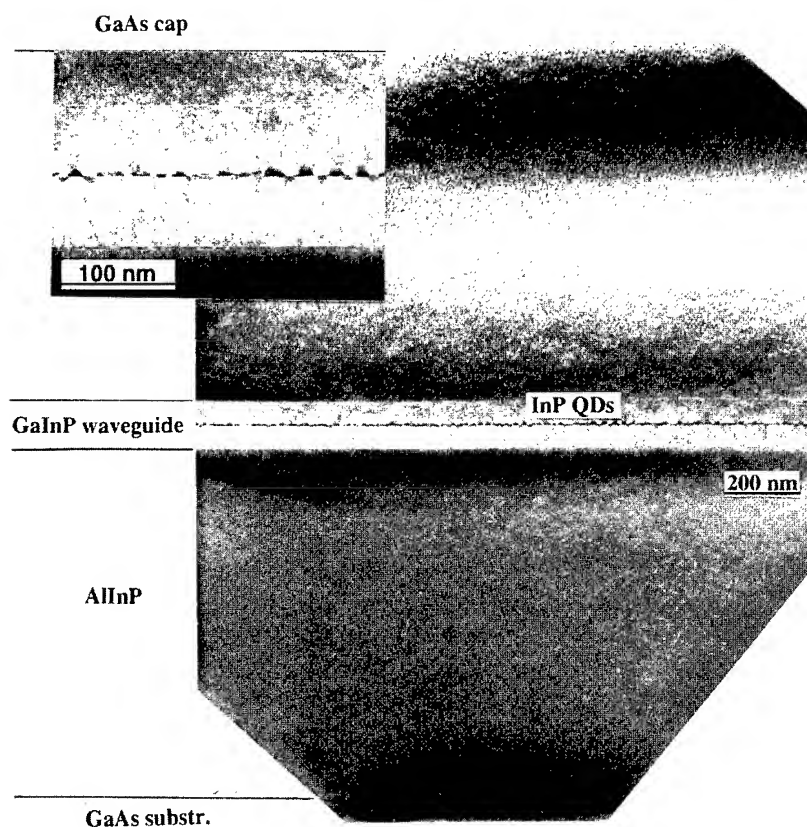 GaAs cap
100 nm
InP QDs
GaInP waveguide
200 nm
AlInP
GaAs substr.